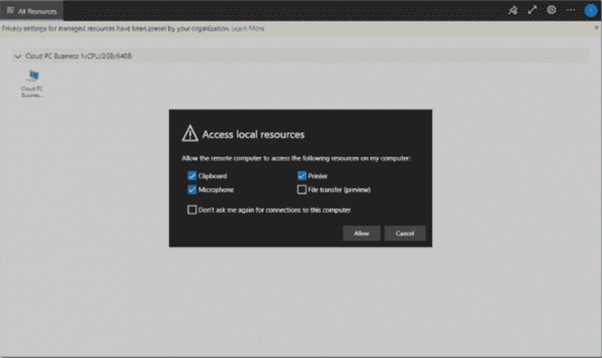 All Resources
Privacy settings for managed resources have been preset by your organization. Learn More.
Cloud PC Business 1vCPU/2GB/64GB
Cloud PC
Busines...
Access local resources
Allow the remote computer to access the following resources on my computer:
Clipboard
Printer
Microphone
File transfer (preview)
Don't ask me again for connections to this computer
Allow
Cancel